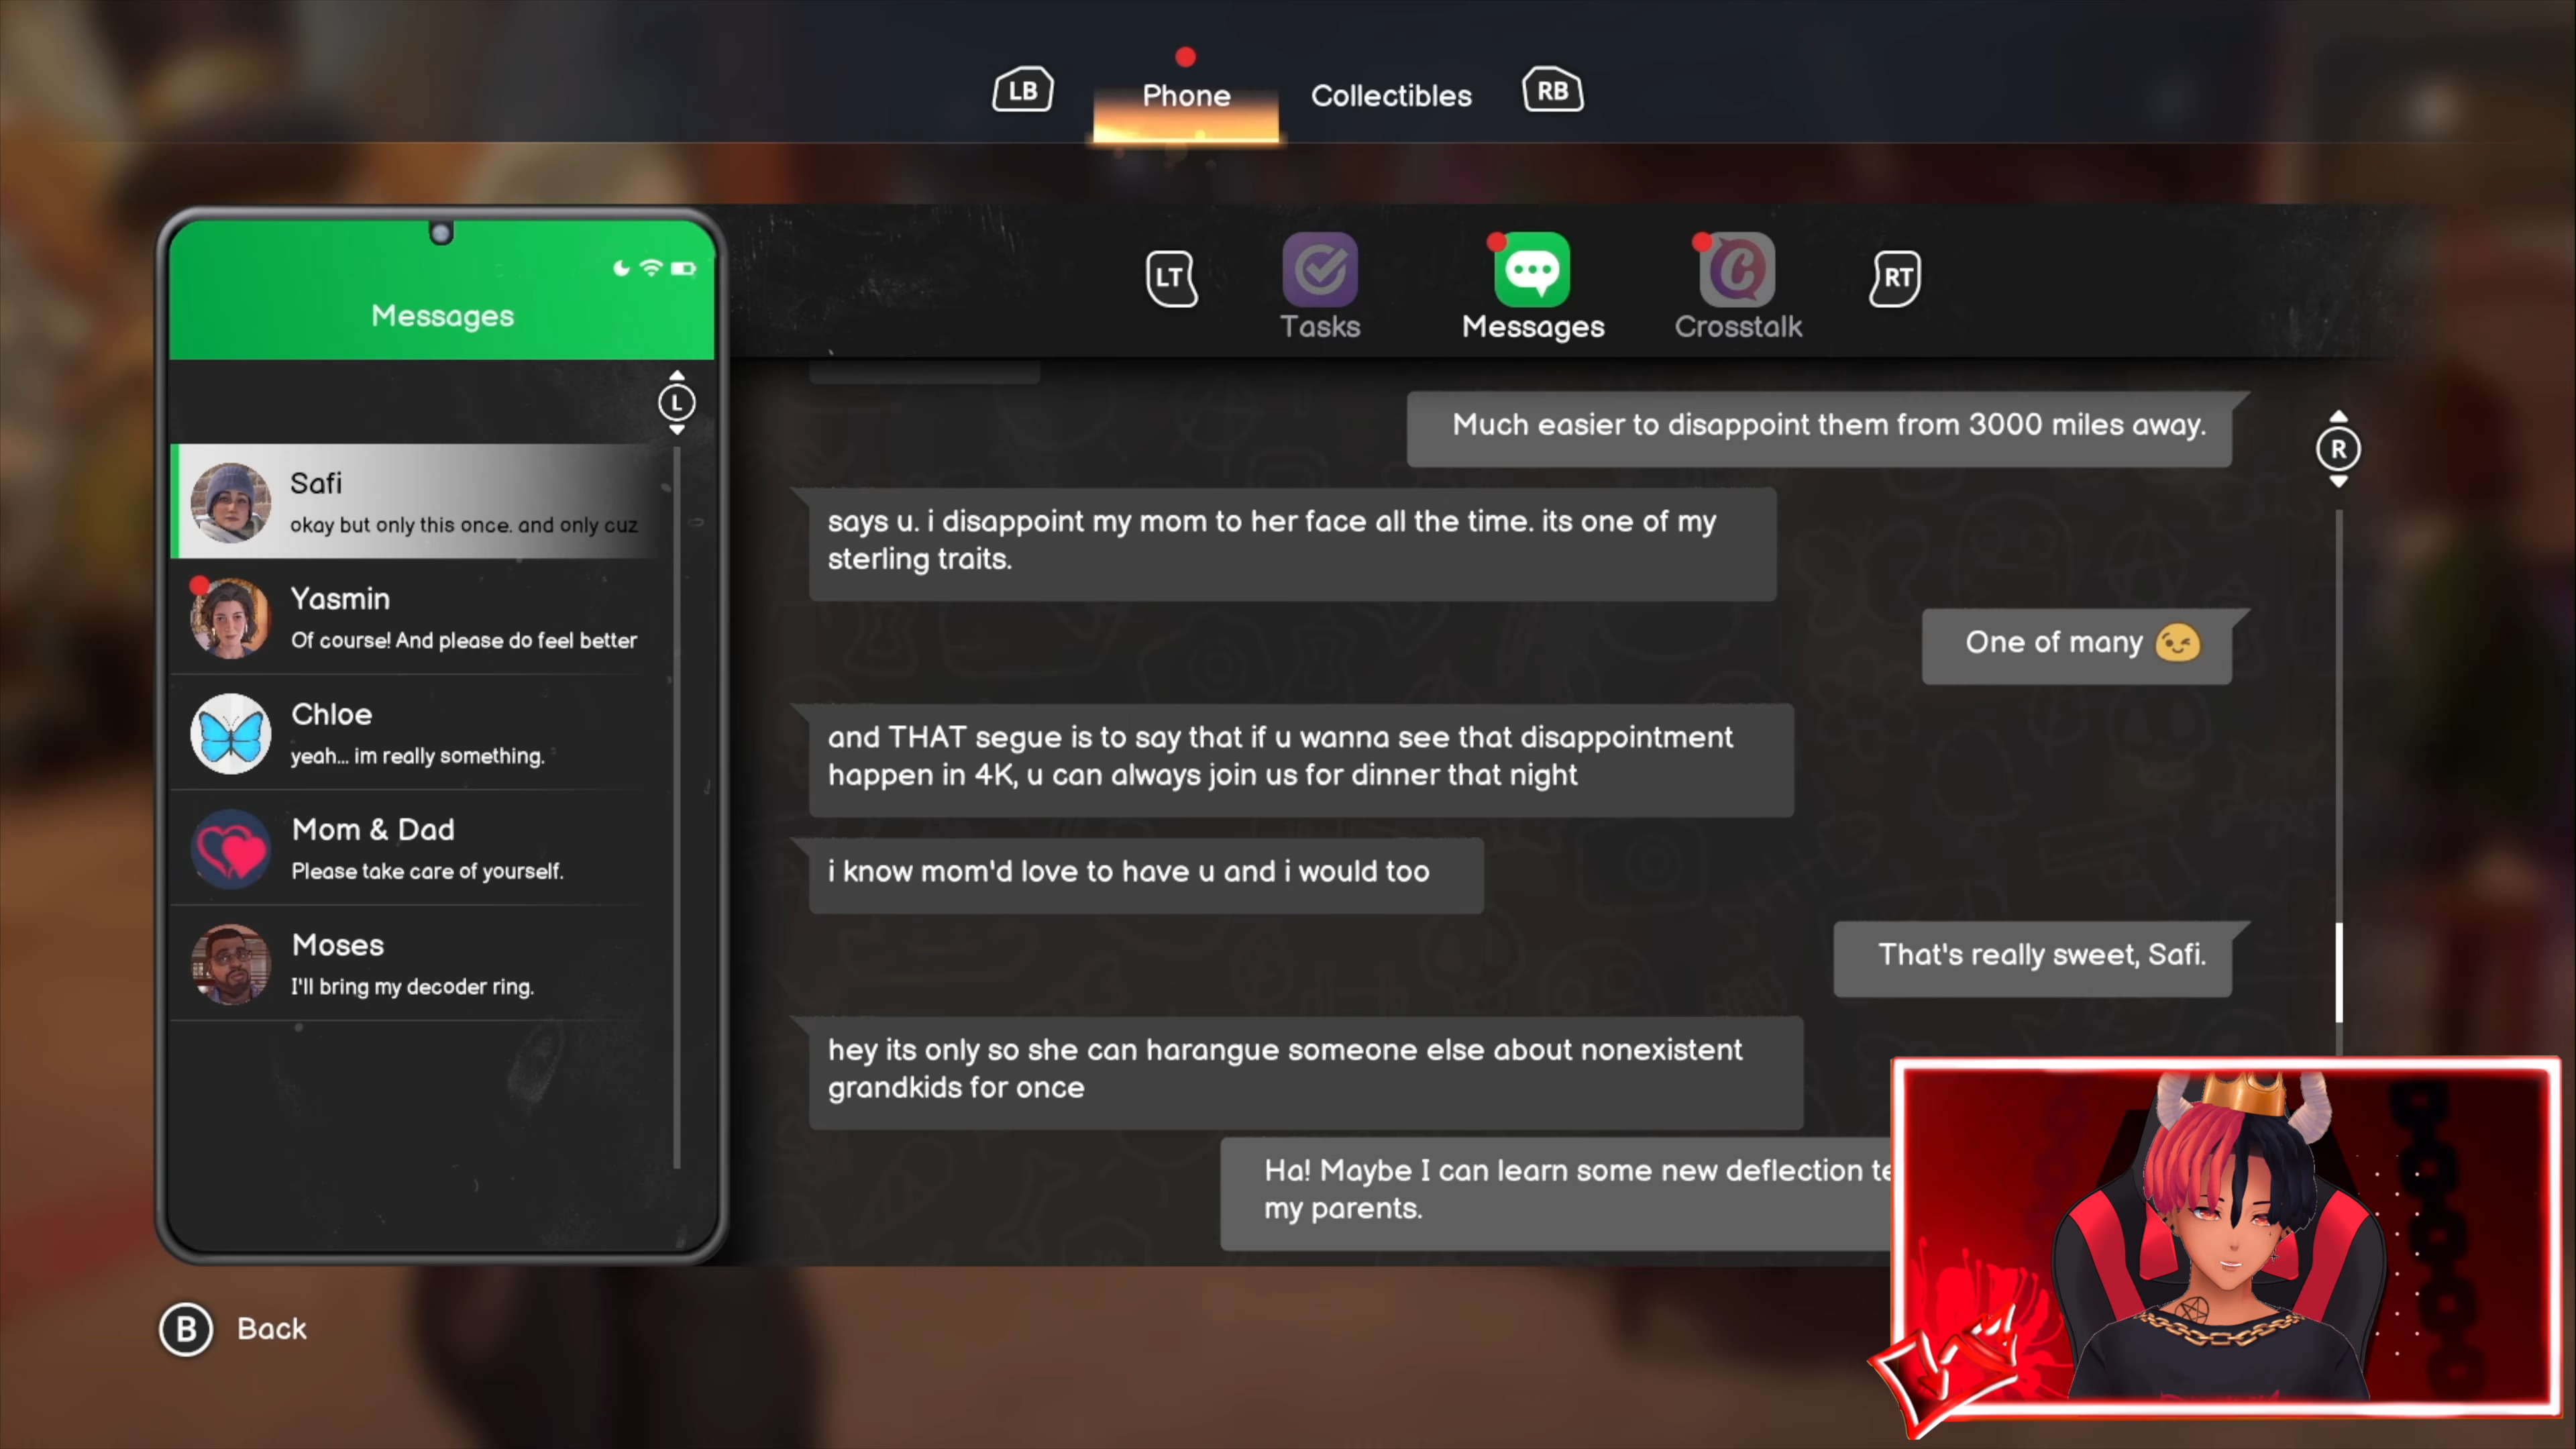 LB
Phone
Collectibles
RB
Messages
LT
Tasks
Messages
Crosstalk
RT
L
Safi
okay but only this once. and only cuz
Yasmin
Of course! And please do feel better
Chloe
yeah... im really something.
Mom & Dad
Please take care of yourself.
Moses
I'll bring my decoder ring.
Much easier to disappoint them from 3000 miles away.
R
says u. i disappoint my mom to her face all the time. its one of my
sterling traits.
One of many 😉
and THAT segue is to say that if u wanna see that disappointment
happen in 4K, u can always join us for dinner that night
i know mom'd love to have u and i would too
That's really sweet, Safi.
hey its only so she can harangue someone else about nonexistent
grandkids for once
Ha! Maybe I can learn some new deflection
my parents.
B Back